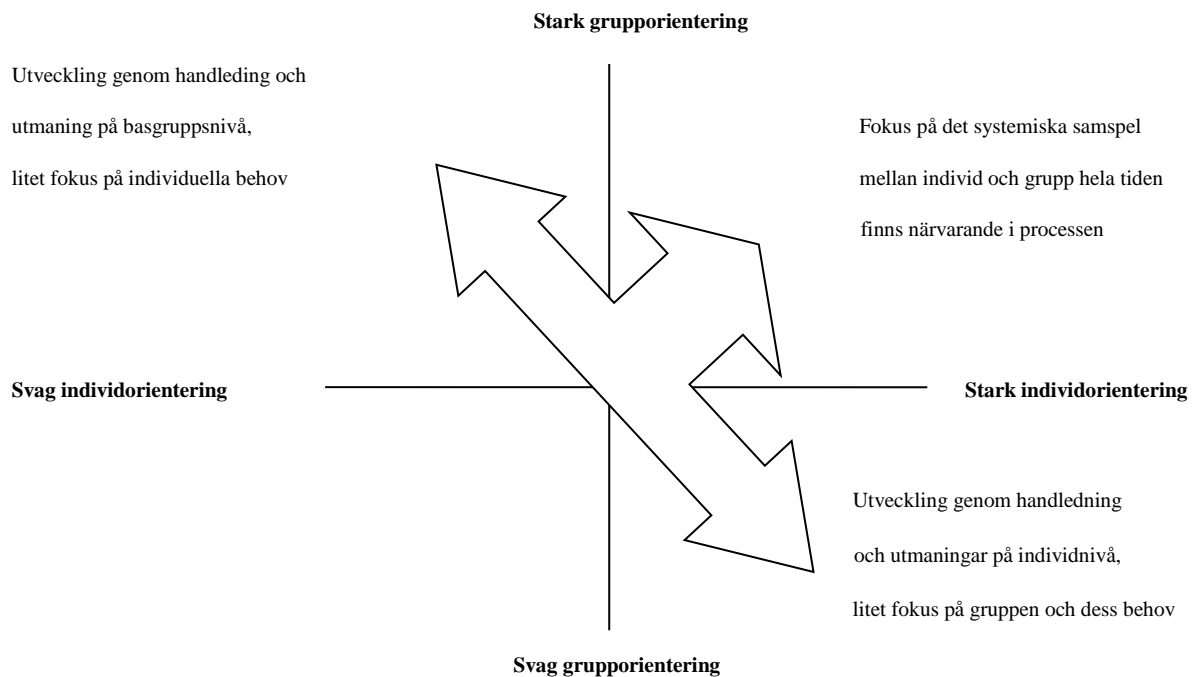 Stark grupporientering
Utveckling genom handleding och
utmaning på basgruppsnivå,
litet fokus på individuella behov
Fokus på det systemiska samspel
mellan individ och grupp hela tiden
finns närvarande i processen
Svag individorientering
Stark individorientering
Utveckling genom handledning
och utmaningar på individnivå,
litet fokus på gruppen och dess behov
Svag grupporientering